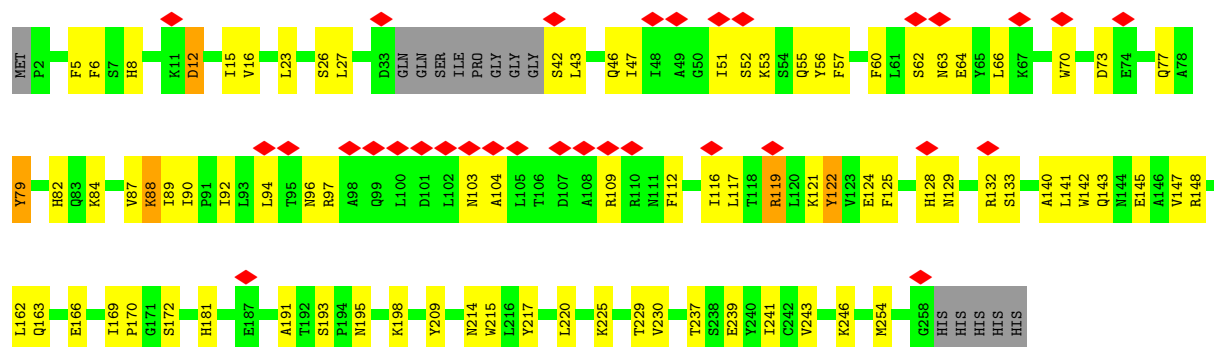 MET P2 F5 F6 S7 H8 K11 D12 I15 V16 L23 S26 L27 D33 GLN GLN SER ILE PRO GLY GLY GLY S42 L43 Q46 I47 I48 A49 G50 I51 S52 K53 S54 Q55 Y56 F57 F60 L61 S62 N63 E64 Y65 L66 K67 W70 D73 E74 Q77 A78
Y79 H82 Q83 K84 V87 K88 I89 I90 P91 I92 L93 L94 T95 N96 R97 A98 Q99 L100 D101 L102 N103 A104 L105 T106 D107 A108 R109 R110 N111 F112 I116 L117 T118 R119 L120 K121 Y122 V123 E124 F125 H128 N129 R132 S133 A140 L141 W142 Q143 N144 E145 A146 V147 R148
L162 Q163 E166 I169 P170 G171 S172 H181 E187 A191 T192 S193 P194 N195 K198 Y209 N214 W215 L216 Y217 L220 K225 T229 V230 T237 S238 E239 Y240 I241 C242 V243 K246 M254 G258 HIS HIS HIS HIS HIS